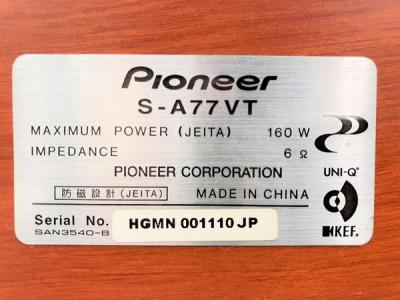 Pioneer
S-A77VT
MAXIMUM POWER (JEITA) 160 W
IMPEDANCE 6 Ω
PIONEER CORPORATION
UNI-Q®
防磁設計(JEITA) MADE IN CHINA
Serial No. HGMN 001110 JP
SAN3540-B
KEF.